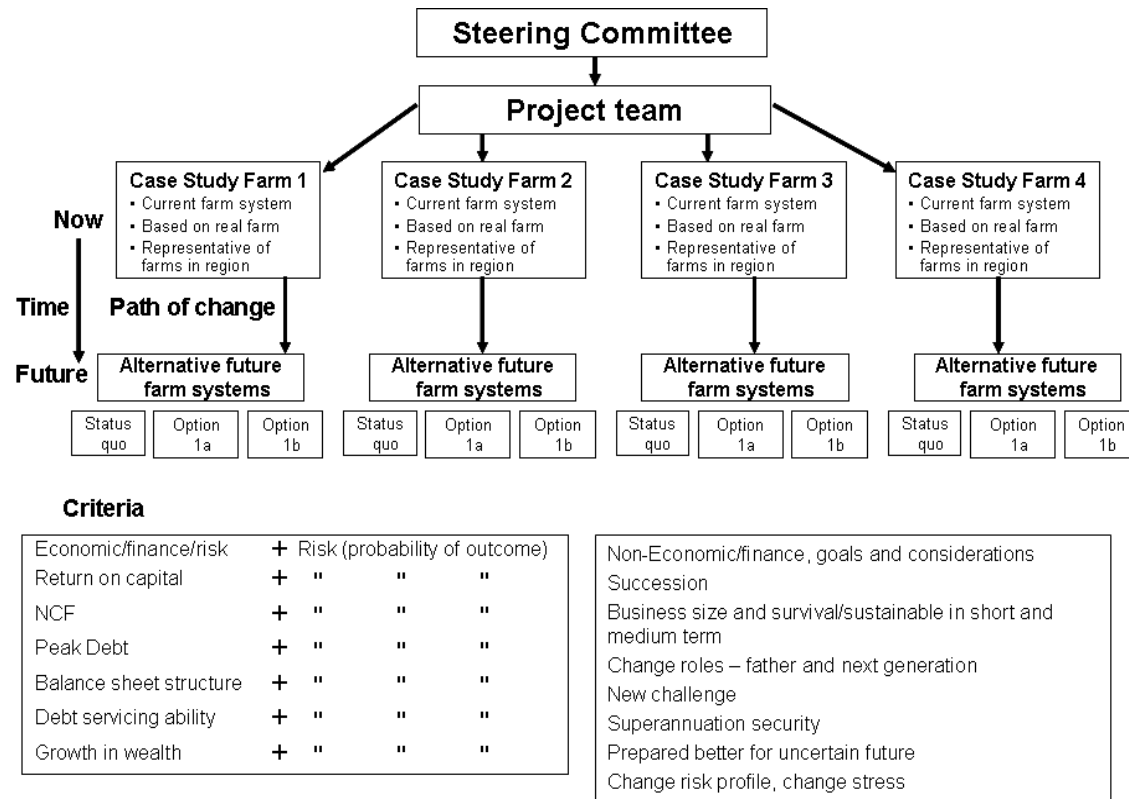 Steering Committee
Project team
Case Study Farm 1
▪ Current farm system
▪ Based on real farm
▪ Representative of
farms in region
Case Study Farm 2
▪ Current farm system
▪ Based on real farm
▪ Representative of
farms in region
Case Study Farm 3
▪ Current farm system
▪ Based on real farm
▪ Representative of
farms in region
Case Study Farm 4
▪ Current farm system
▪ Based on real farm
▪ Representative of
farms in region
Now
Time
Path of change
Future
Alternative future
farm systems
Alternative future
farm systems
Alternative future
farm systems
Alternative future
farm systems
Status
quo
Option
1a
Option
1b
Status
quo
Option
1a
Option
1b
Status
quo
Option
1a
Option
1b
Status
quo
Option
1a
Option
1b
Criteria
Economic/finance/risk + Risk (probability of outcome)
Return on capital + " " "
NCF + " " "
Peak Debt + " " "
Balance sheet structure + " " "
Debt servicing ability + " " "
Growth in wealth + " " "
Non-Economic/finance, goals and considerations
Succession
Business size and survival/sustainable in short and
medium term
Change roles – father and next generation
New challenge
Superannuation security
Prepared better for uncertain future
Change risk profile, change stress